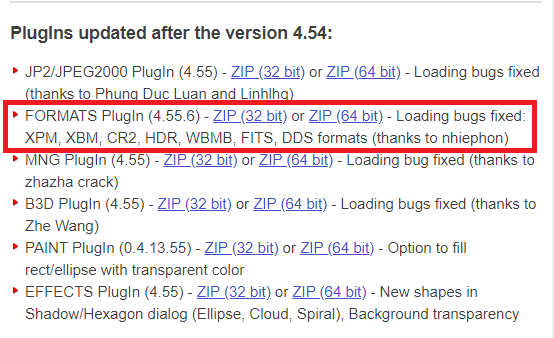 PlugIns updated after the version 4.54:
JP2/JPEG2000 PlugIn (4.55) - ZIP (32 bit) or ZIP (64 bit) - Loading bugs fixed
(thanks to Phung Duc Luan and Linhlhq)
FORMATS PlugIn (4.55.6) - ZIP (32 bit) or ZIP (64 bit) - Loading bugs fixed:
XPM, XBM, CR2, HDR, WBMB, FITS, DDS formats (thanks to nhiephon)
MNG PlugIn (4.55) - ZIP (32 bit) or ZIP (64 bit) - Loading bug fixed (thanks to
zhazha crack)
B3D PlugIn (4.55) - ZIP (32 bit) or ZIP (64 bit) - Loading bug fixed (thanks to
Zhe Wang)
PAINT PlugIn (0.4.13.55) - ZIP (32 bit) or ZIP (64 bit) - Option to fill
rect/ellipse with transparent color
EFFECTS PlugIn (4.55) - ZIP (32 bit) or ZIP (64 bit) - New shapes in
Shadow/Hexagon dialog (Ellipse, Cloud, Spiral), Background transparency